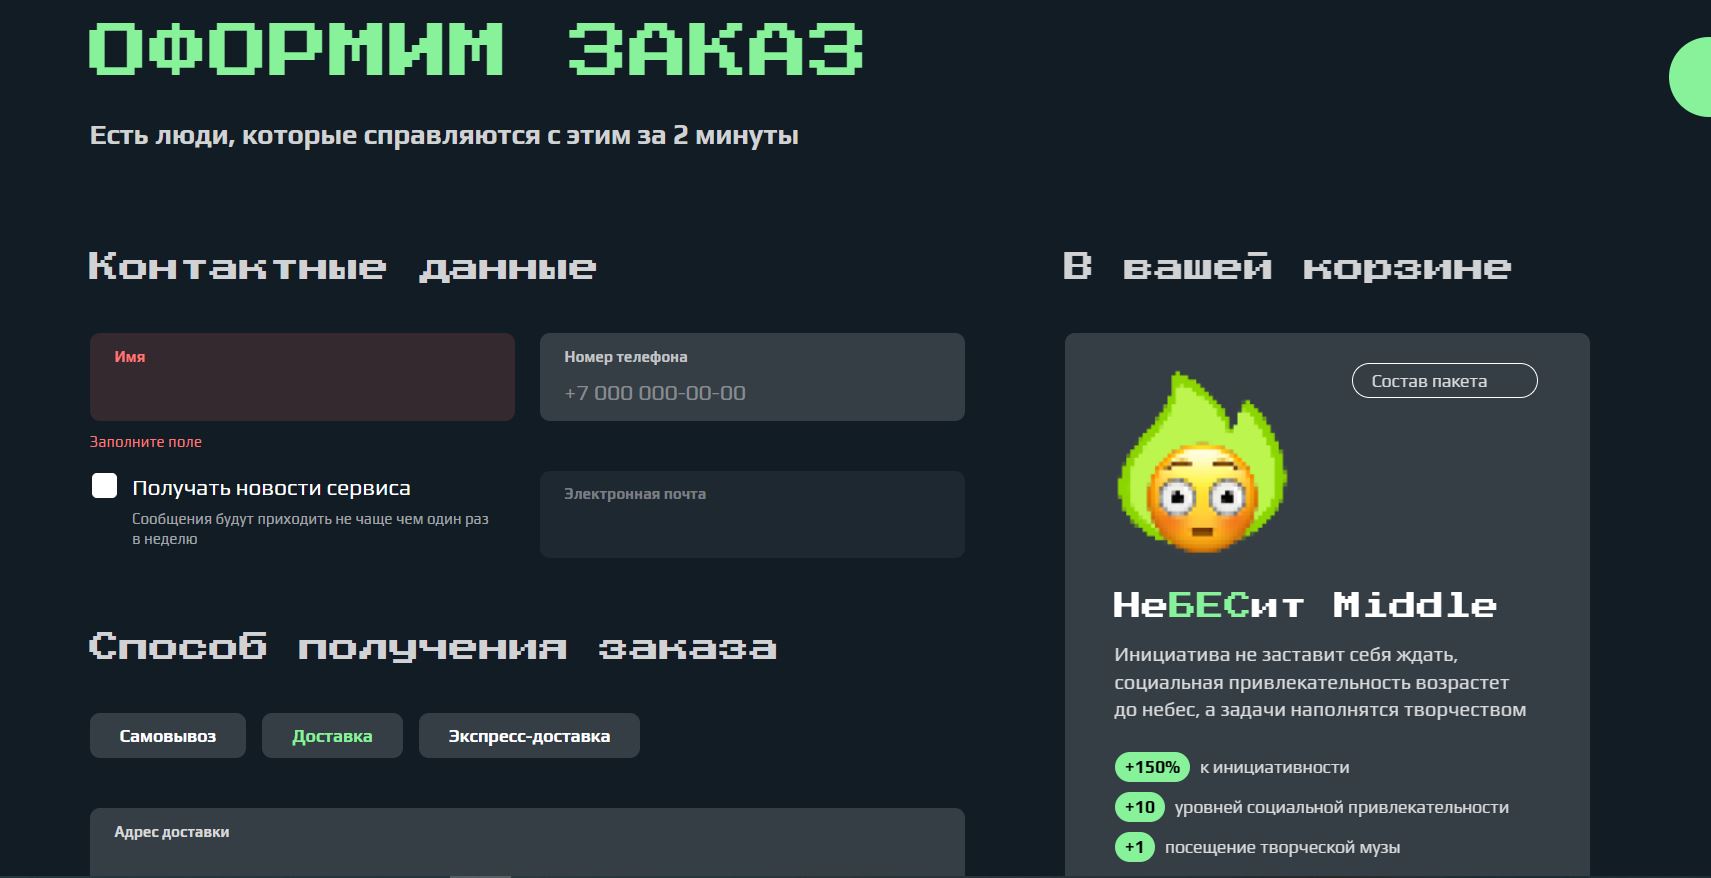 ОФОРМИМ ЗАКАЗ
Есть люди, которые справляются с этим за 2 минуты
Контактные данные
Имя
Номер телефона
+7 000 000-00-00
Заполните поле
Получать новости сервиса
Сообщения будут приходить не чаще чем один раз
в неделю
Электронная почта
Способ получения заказа
Самовывоз
Доставка
Экспресс-доставка
Адрес доставки
В вашей корзине
Состав пакета
НеБЕСит Middle
Инициатива не заставит себя ждать,
социальная привлекательность возрастет
до небес, а задачи наполнятся творчеством
+150% к инициативности
+10 уровней социальной привлекательности
+1 посещение творческой музы